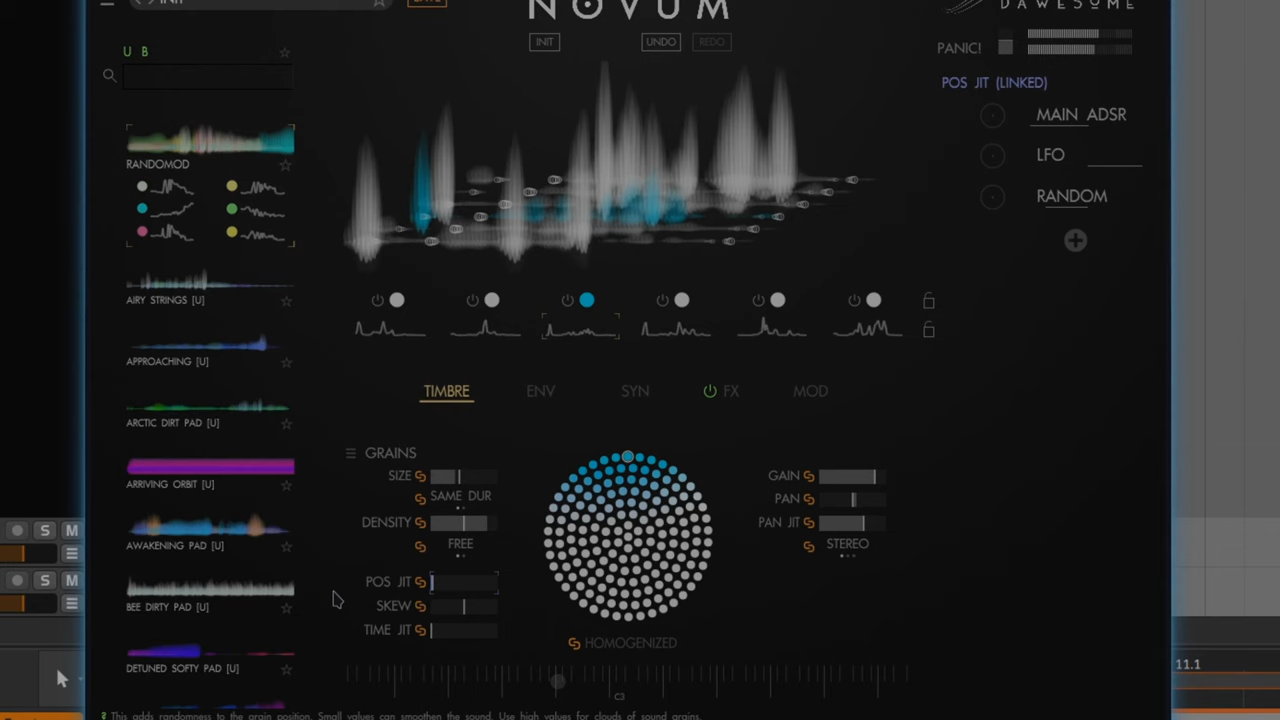 NOVUM
DAWESOME
INIT
UNDO
REDO
PANIC!
U B
POS JIT (LINKED)
MAIN ADSR
LFO
RANDOM
RANDOMOD
AIRY STRINGS [U]
APPROACHING [U]
ARCTIC DIRT PAD [U]
ARRIVING ORBIT [U]
AWAKENING PAD [U]
BEE DIRTY PAD [U]
DETUNED SOFTY PAD [U]
TIMBRE
ENV
SYN
FX
MOD
GRAINS
SIZE
SAME DUR
DENSITY
FREE
POS JIT
SKEW
TIME JIT
GAIN
PAN
PAN JIT
STEREO
HOMOGENIZED
C3
S M
S M
11.1
? This adds randomness to the grain position. Small values can smoothen the sound. Use high values for clouds of sound grains.